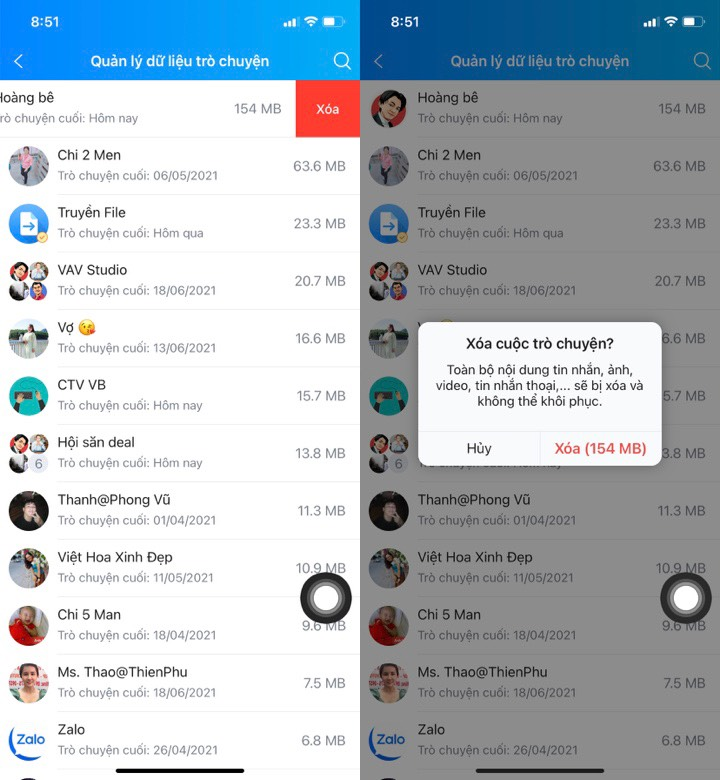 8:51
Quản lý dữ liệu trò chuyện
Hoàng bê
rò chuyện cuối: Hôm nay
154 MB
Xóa
Chi 2 Men
Trò chuyện cuối: 06/05/2021
63.6 MB
Truyền File
Trò chuyện cuối: Hôm qua
23.3 MB
VAV Studio
Trò chuyện cuối: 18/06/2021
20.7 MB
Vợ 😘
Trò chuyện cuối: 13/06/2021
16.6 MB
CTV VB
Trò chuyện cuối: Hôm nay
15.7 MB
Hội săn deal
6
Trò chuyện cuối: Hôm nay
13.8 MB
Thanh@Phong Vũ
Trò chuyện cuối: 01/04/2021
11.3 MB
Việt Hoa Xinh Đẹp
Trò chuyện cuối: 11/05/2021
10.9 MB
Chi 5 Man
Trò chuyện cuối: 18/04/2021
9.6 MB
Ms. Thao@ThienPhu
Trò chuyện cuối: 18/06/2021
7.5 MB
Zalo
Zalo
Trò chuyện cuối: 26/04/2021
6.8 MB
8:51
Quản lý dữ liệu trò chuyện
Hoàng bê
Trò chuyện cuối: Hôm nay
154 MB
Chi 2 Men
Trò chuyện cuối: 06/05/2021
63.6 MB
Truyền File
Trò chuyện cuối: Hôm qua
23.3 MB
VAV Studio
Trò chuyện cuối: 18/06/2021
20.7 MB
6.6 MB
5.7 MB
3.8 MB
6
Xóa cuộc trò chuyện?
Toàn bộ nội dung tin nhắn, ảnh,
video, tin nhắn thoại,... sẽ bị xóa và
không thể khôi phục.
Hủy
Xóa (154 MB)
Thanh@Phong Vũ
Trò chuyện cuối: 01/04/2021
11.3 MB
Việt Hoa Xinh Đẹp
Trò chuyện cuối: 11/05/2021
10.9 MB
Chi 5 Man
Trò chuyện cuối: 18/04/2021
9.6 MB
Ms. Thao@ThienPhu
Trò chuyện cuối: 18/06/2021
7.5 MB
Zalo
Zalo
Trò chuyện cuối: 26/04/2021
6.8 MB